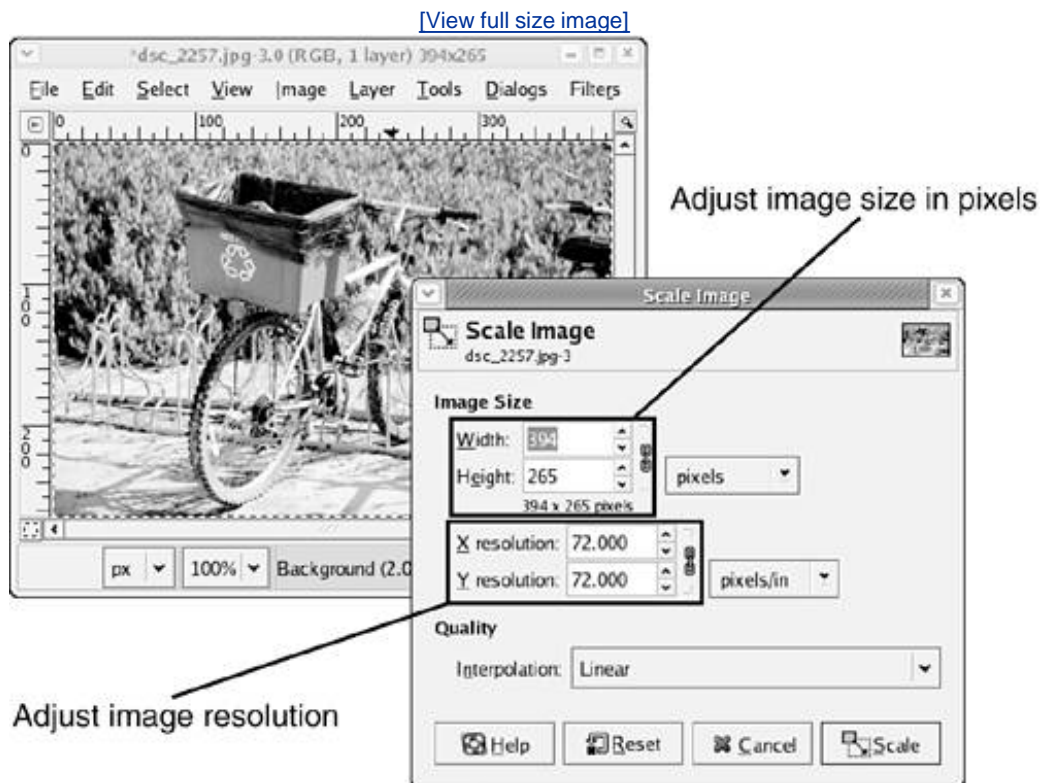 [View full size image]
*dsc_2257.jpg-3.0 (RGB, 1 layer) 394x265
File Edit Select View Image Layer Tools Dialogs Filters
0 100 200 300
0
100
200
px 100% Background (2.0
Adjust image size in pixels
Scale Image
Scale Image
dsc_2257.jpg-3
Image Size
Width: 394
Height: 265 pixels
394 x 265 pixels
X resolution: 72.000
Y resolution: 72.000 pixels/in
Quality
Interpolation: Linear
Help Reset Cancel Scale
Adjust image resolution